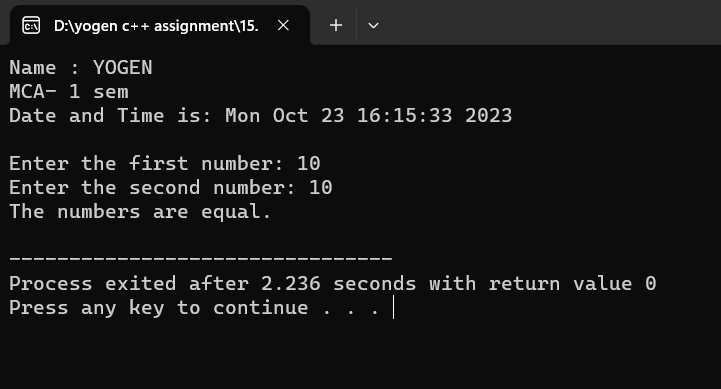 D:\yogen c++ assignment\15.
Name : YOGEN
MCA- 1 sem
Date and Time is: Mon Oct 23 16:15:33 2023
Enter the first number: 10
Enter the second number: 10
The numbers are equal.
--------------------------------
Process exited after 2.236 seconds with return value 0
Press any key to continue . . .